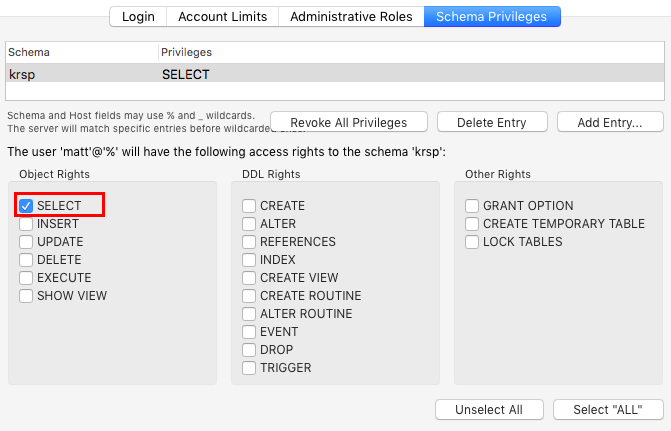 Login Account Limits Administrative Roles Schema Privileges
Schema Privileges
krsp SELECT
Schema and Host fields may use % and _ wildcards.
The server will match specific entries before wildcarded
Revoke All Privileges Delete Entry Add Entry...
The user 'matt'@'%' will have the following access rights to the schema 'krsp':
Object Rights
SELECT
INSERT
UPDATE
DELETE
EXECUTE
SHOW VIEW
DDL Rights
CREATE
ALTER
REFERENCES
INDEX
CREATE VIEW
CREATE ROUTINE
ALTER ROUTINE
EVENT
DROP
TRIGGER
Other Rights
GRANT OPTION
CREATE TEMPORARY TABLE
LOCK TABLES
Unselect All Select "ALL"